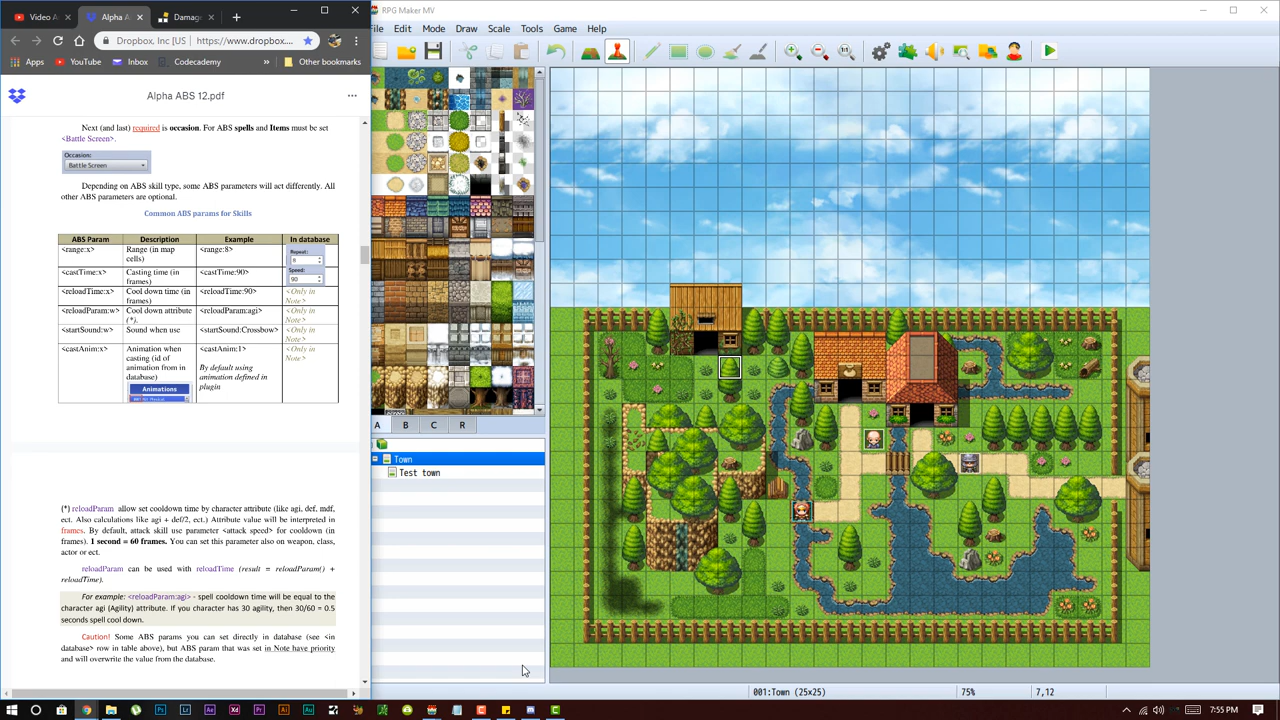 Video A
Alpha A
Damage
RPG Maker MV
Dropbox, Inc [US
https://www.dropbox....
File Edit Mode Draw Scale Tools Game Help
Apps YouTube Inbox Codecademy » Other bookmarks
Alpha ABS 12.pdf
Next (and last) required is occasion. For ABS spells and Items must be set
<Battle Screen>.
Occasion:
Battle Screen
Depending on ABS skill type, some ABS parameters will act differently. All
other ABS parameters are optional.
Common ABS params for Skills
ABS Param Description Example In database
<range:x> Range (in map cells) <range:8> Repeat: 8
<castTime:x> Casting time (in frames) <castTime:90> Speed: 90
<reloadTime:x> Cool down time (in frames) <reloadTime:90> <Only in Note>
<reloadParam:w> Cool down attribute (*). <reloadParam:agi> <Only in Note>
<startSound:w> Sound when use <startSound:Crossbow> <Only in Note>
<castAnim:x> Animation when casting (id of animation from in database) <castAnim:1> <Only in Note>
By default using animation defined in plugin
Animations
(*) reloadParam allow set cooldown time by character attribute (like agi, def, mdf,
ect. Also calculations like agi + def/2, ect.) Attribute value will be interpreted in
frames. By default, attack skill use parameter <attack speed> for cooldown (in
frames). 1 second = 60 frames. You can set this parameter also on weapon, class,
actor or ect.
reloadParam can be used with reloadTime (result = reloadParam() +
reloadTime).
For example: <reloadParam:agi> - spell cooldown time will be equal to the
character agi (Agility) attribute. If you character has 30 agility, then 30/60 = 0.5
seconds spell cool down.
Caution! Some ABS params you can set directly in database (see <in
database> row in table above), but ABS param that was set in Note have priority
and will overwrite the value from the database.
A B C R
Town
Test town
001:Town (25x25) 75% 7,12
7:55 PM